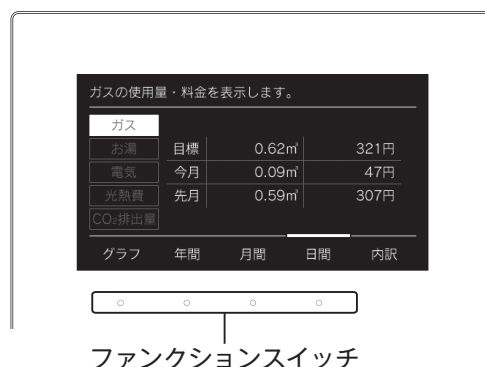 ガスの使用量・料金を表示します。
ガス
お湯 目標 0.62㎥ 321円
電気 今月 0.09㎥ 47円
光熱費 先月 0.59㎥ 307円
CO₂排出量
グラフ 年間 月間 日間 内訳
ファンクションスイッチ